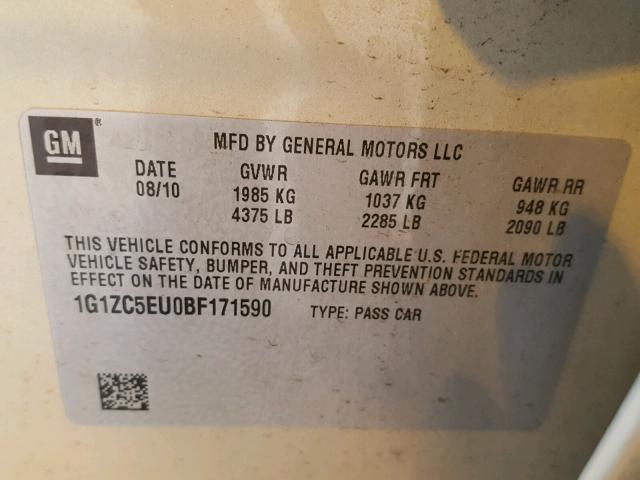 GM®
MFD BY GENERAL MOTORS LLC
DATE GVWR GAWR FRT GAWR RR
08/10 1985 KG 1037 KG 948 KG
4375 LB 2285 LB 2090 LB
THIS VEHICLE CONFORMS TO ALL APPLICABLE U.S. FEDERAL MOTOR
VEHICLE SAFETY, BUMPER, AND THEFT PREVENTION STANDARDS IN
EFFECT ON THE DATE OF MANUFACTURE SHOWN ABOVE.
1G1ZC5EU0BF171590 TYPE: PASS CAR